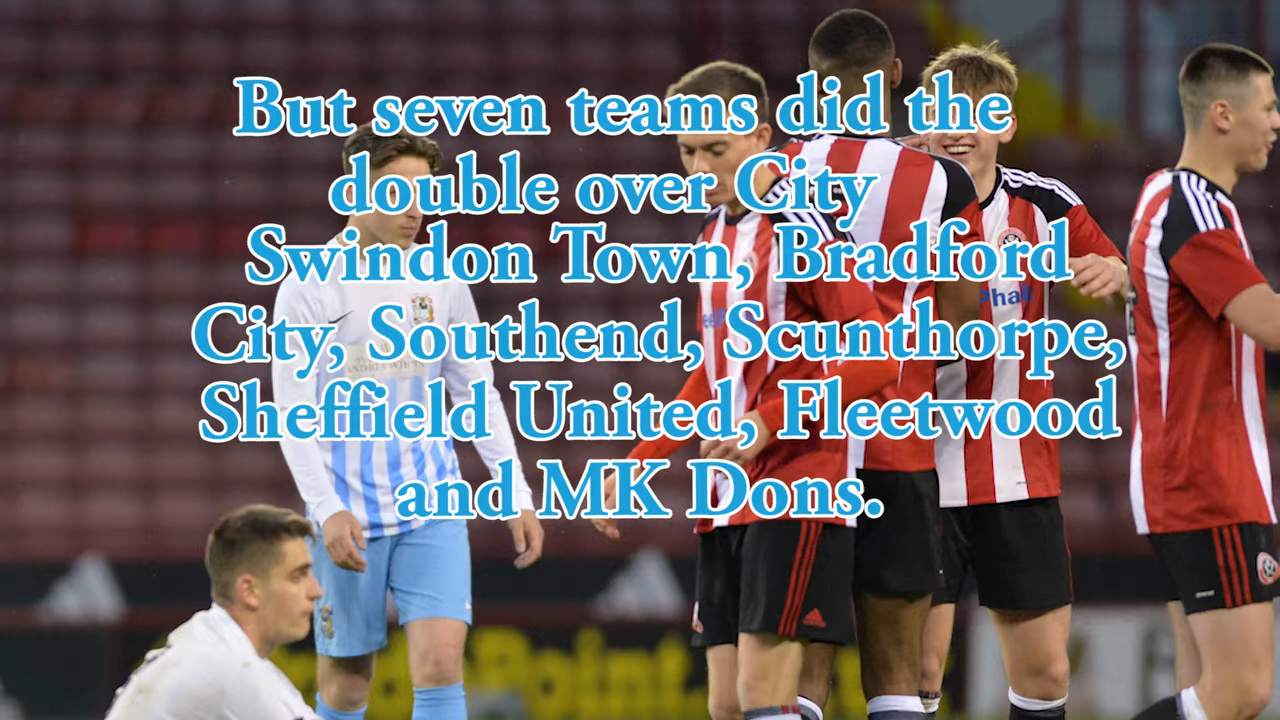 But seven teams did the
double over City
Swindon Town, Bradford
City, Southend, Scunthorpe,
Sheffield United, Fleetwood
and MK Dons.